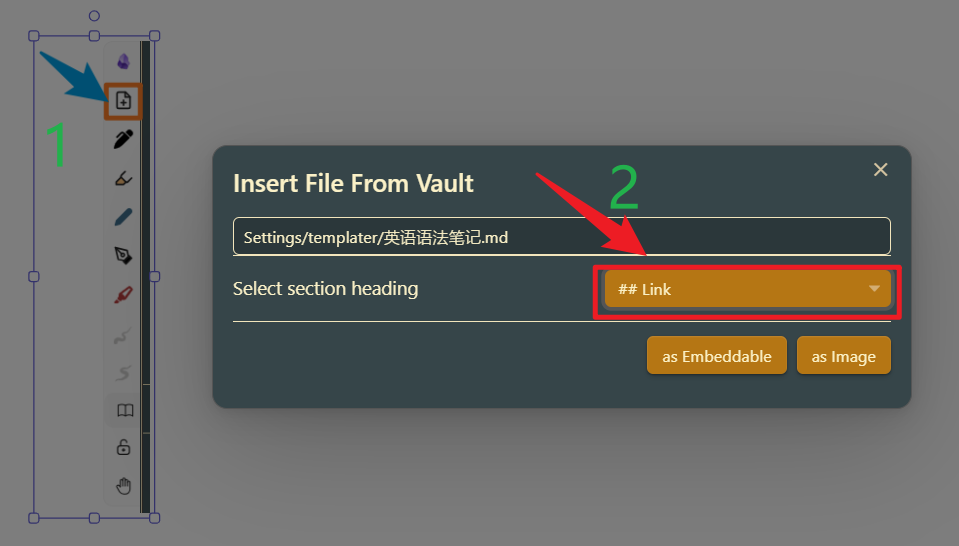 1
2
Insert File From Vault
Settings/templater/英语语法笔记.md
Select section heading
## Link
as Embeddable
as Image